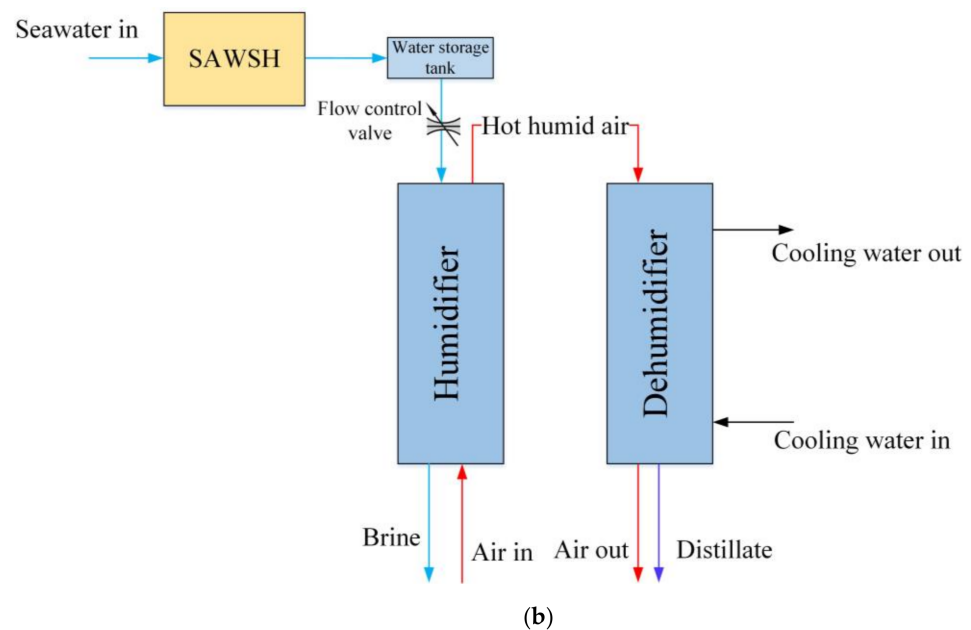 Seawater in
SAWSH
Water storage
tank
Flow control
valve
Hot humid air
Humidifier
Dehumidifier
Cooling water out
Cooling water in
Brine
Air in
Air out
Distillate
(b)